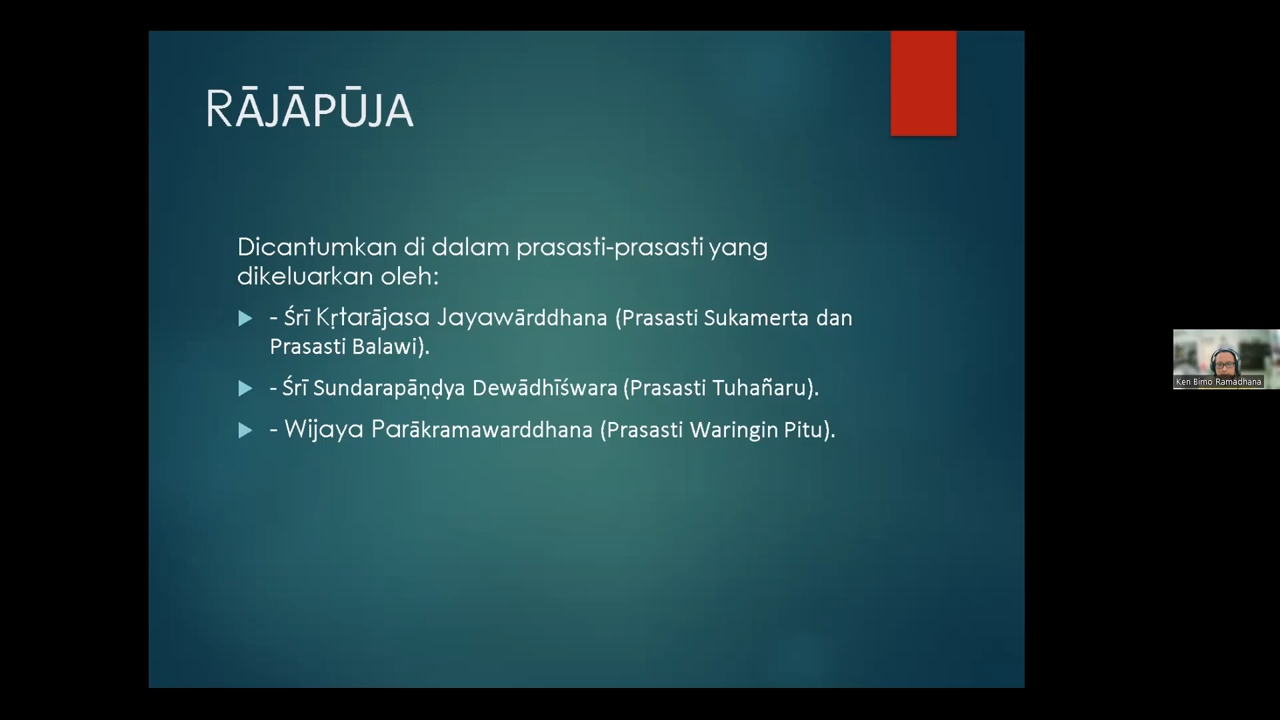 RĀJĀPŪJA
Dicantumkan di dalam prasasti-prasasti yang
dikeluarkan oleh:
- Śrī Kṛtarājasa Jayawārddhana (Prasasti Sukamerta dan
Prasasti Balawi).
- Śrī Sundarapāṇḍya Dewādhīśwara (Prasasti Tuhañaru).
- Wijaya Parākramawarddhana (Prasasti Waringin Pitu).
Ken Bimo Ramadhana